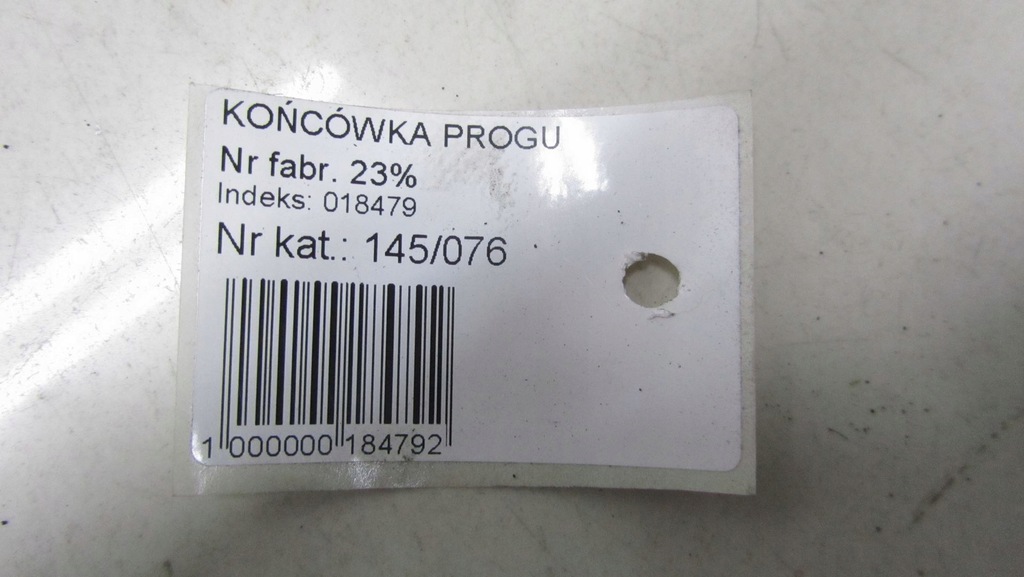 KOŃCÓWKA PROGU
Nr fabr. 23%
Indeks: 018479
Nr kat.: 145/076
1 000000 184792